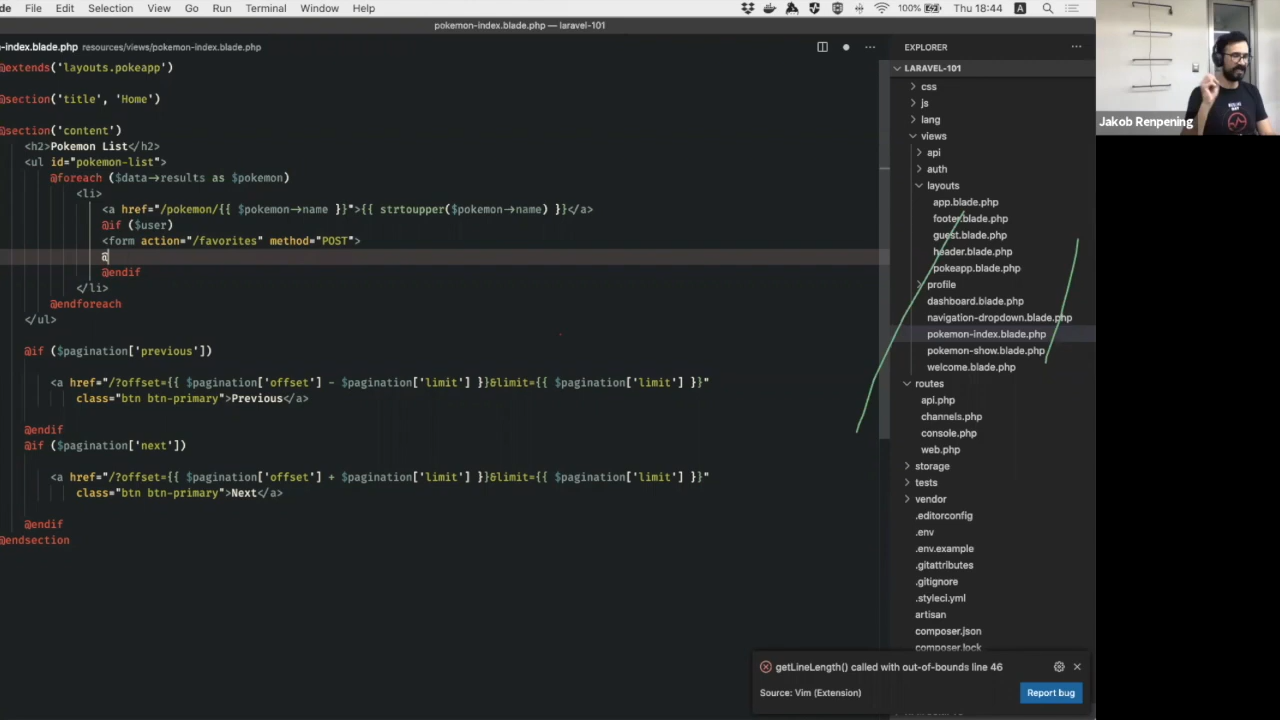 de File Edit Selection View Go Run Terminal Window Help 100% Thu 18:44 A
pokemon-index.blade.php — laravel-101
n-index.blade.php resources/views/pokemon-index.blade.php
@extends('layouts.pokeapp')
@section('title', 'Home')
@section('content')
<h2>Pokemon List</h2>
<ul id="pokemon-list">
@foreach ($data→results as $pokemon)
<li>
<a href="/pokemon/{{ $pokemon→name }}">{{ strtoupper($pokemon→name) }}</a>
@if ($user)
<form action="/favorites" method="POST">
@
@endif
</li>
@endforeach
</ul>
@if ($pagination['previous'])
<a href="/?offset={{ $pagination['offset'] - $pagination['limit'] }}&limit={{ $pagination['limit'] }}"
class="btn btn-primary">Previous</a>
@endif
@if ($pagination['next'])
<a href="/?offset={{ $pagination['offset'] + $pagination['limit'] }}&limit={{ $pagination['limit'] }}"
class="btn btn-primary">Next</a>
@endif
@endsection
EXPLORER
LARAVEL-101
css
js
lang
views
api
auth
layouts
app.blade.php
footer.blade.php
guest.blade.php
header.blade.php
pokeapp.blade.php
profile
dashboard.blade.php
navigation-dropdown.blade.php
pokemon-index.blade.php
pokemon-show.blade.php
welcome.blade.php
routes
api.php
channels.php
console.php
web.php
storage
tests
vendor
.editorconfig
.env
.env.example
.gitattributes
.gitignore
.styleci.yml
artisan
composer.json
composer.lock
getLineLength() called with out-of-bounds line 46
Source: Vim (Extension)
Report bug
Jakob Renpening